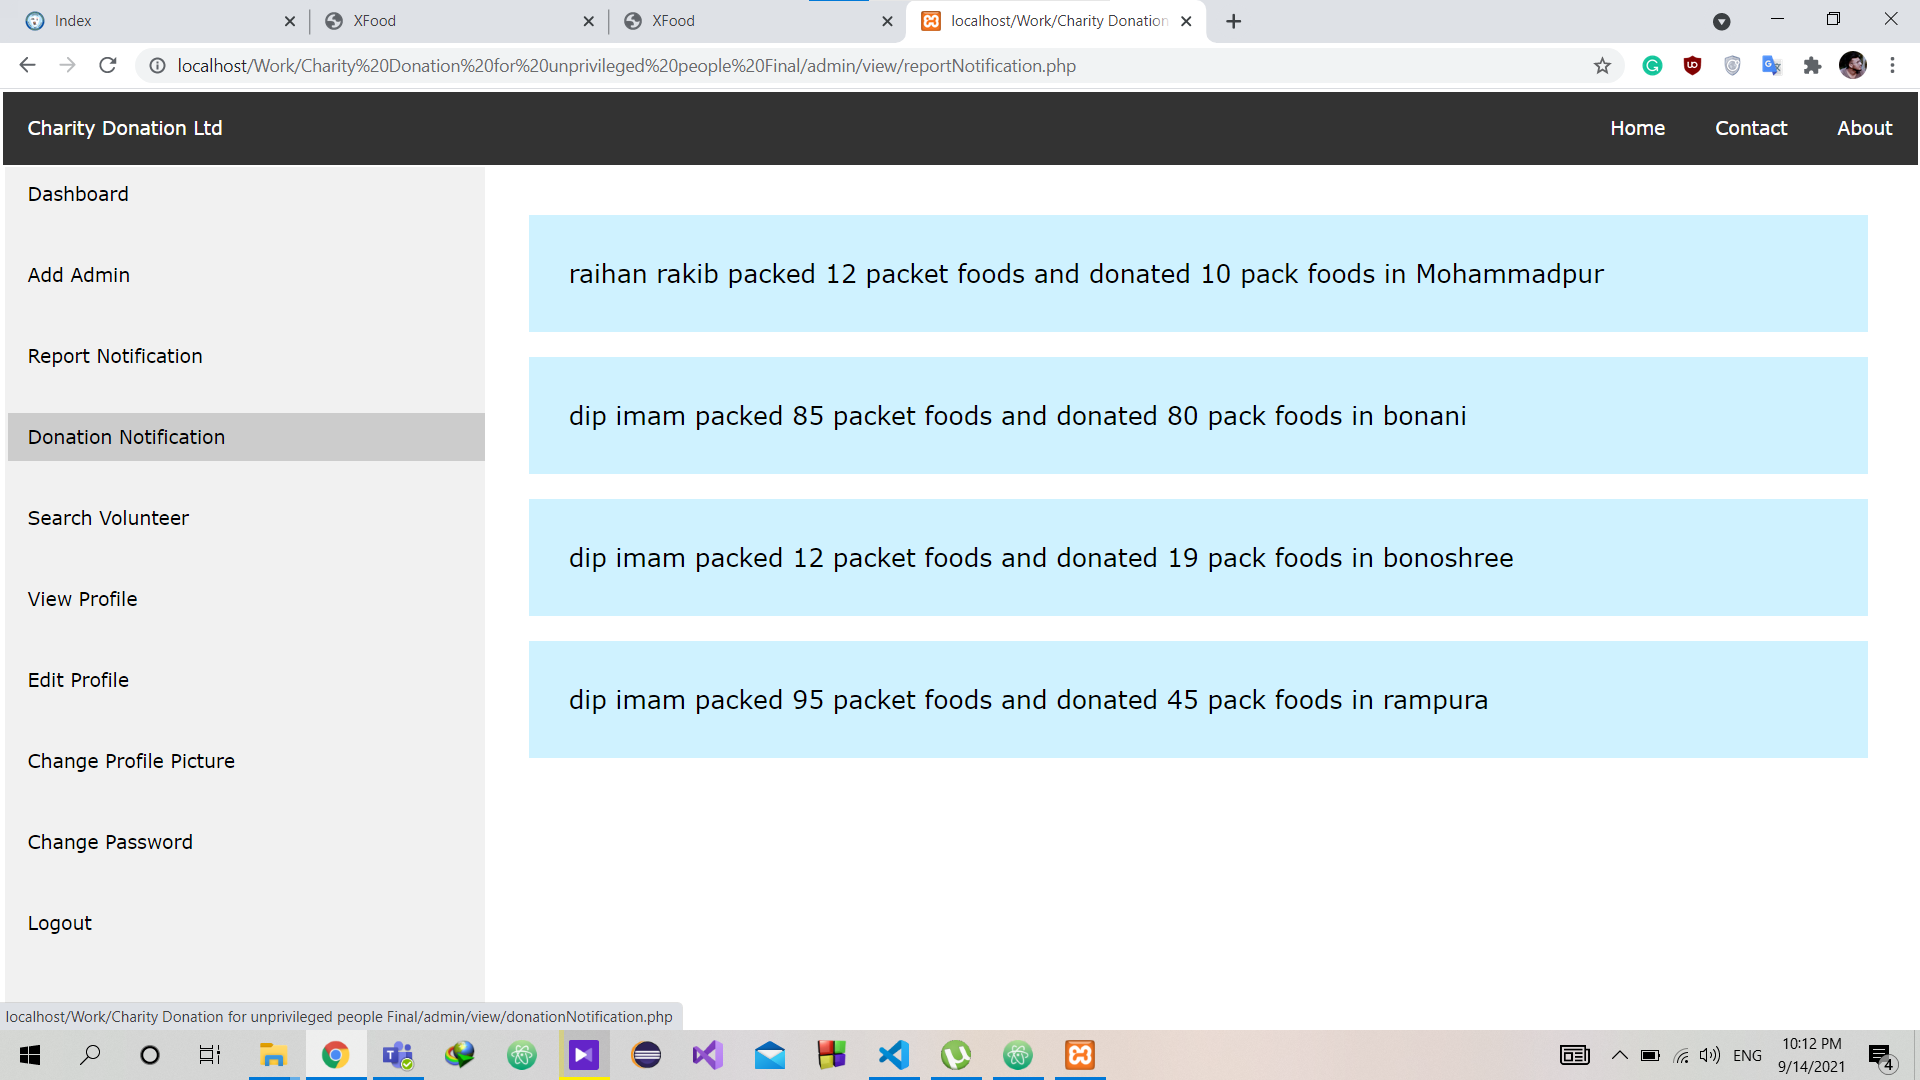 Index
XFood
XFood
localhost/Work/Charity Donation
localhost/Work/Charity%20Donation%20for%20unprivileged%20people%20Final/admin/view/reportNotification.php
Charity Donation Ltd
Home
Contact
About
Dashboard
Add Admin
Report Notification
Donation Notification
Search Volunteer
View Profile
Edit Profile
Change Profile Picture
Change Password
Logout
raihan rakib packed 12 packet foods and donated 10 pack foods in Mohammadpur
dip imam packed 85 packet foods and donated 80 pack foods in bonani
dip imam packed 12 packet foods and donated 19 pack foods in bonoshree
dip imam packed 95 packet foods and donated 45 pack foods in rampura
localhost/Work/Charity Donation for unprivileged people Final/admin/view/donationNotification.php
ENG
10:12 PM
9/14/2021
4